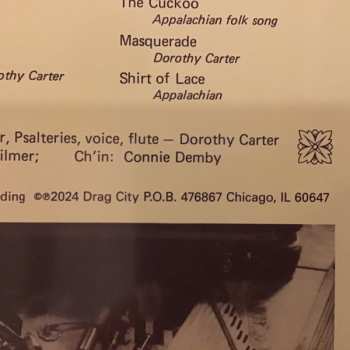 The Cuckoo
Appalachian folk song
Masquerade
Dorothy Carter
othy Carter
Shirt of Lace
Appalachian
r, Psalteries, voice, flute – Dorothy Carter
ilmer; Ch'in: Connie Demby
ding ©℗2024 Drag City P.O.B. 476867 Chicago, IL 60647